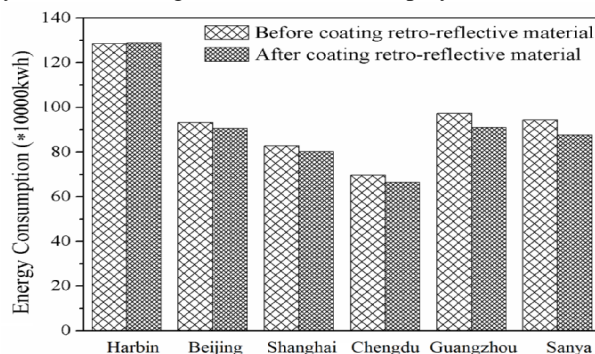 Before coating retro-reflective material
After coating retro-reflective material
Energy Consumption (*10000kwh)
140
120
100
80
60
40
20
0
Harbin Beijing Shanghai Chengdu Guangzhou Sanya